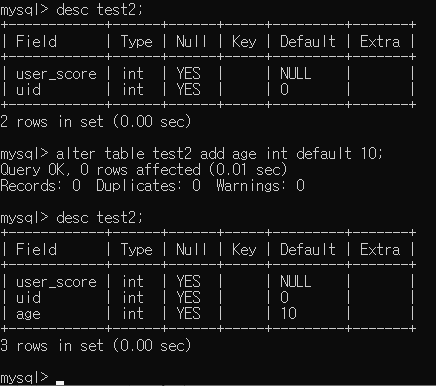 mysql> desc test2;
+------------+------+------+-----+---------+-------+
| Field      | Type | Null | Key | Default | Extra |
+------------+------+------+-----+---------+-------+
| user_score | int  | YES  |     | NULL    |       |
| uid        | int  | YES  |     | 0       |       |
+------------+------+------+-----+---------+-------+
2 rows in set (0.00 sec)
mysql> alter table test2 add age int default 10;
Query OK, 0 rows affected (0.01 sec)
Records: 0  Duplicates: 0  Warnings: 0
mysql> desc test2;
+------------+------+------+-----+---------+-------+
| Field      | Type | Null | Key | Default | Extra |
+------------+------+------+-----+---------+-------+
| user_score | int  | YES  |     | NULL    |       |
| uid        | int  | YES  |     | 0       |       |
| age        | int  | YES  |     | 10      |       |
+------------+------+------+-----+---------+-------+
3 rows in set (0.00 sec)
mysql>